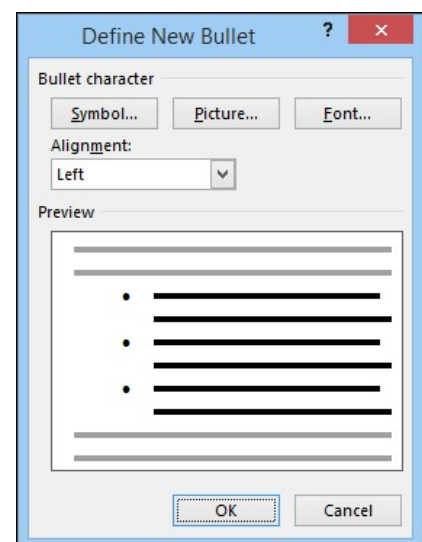 Define New Bullet ? ×
Bullet character
Symbol... Picture... Font...
Alignment:
Left
Preview
OK Cancel